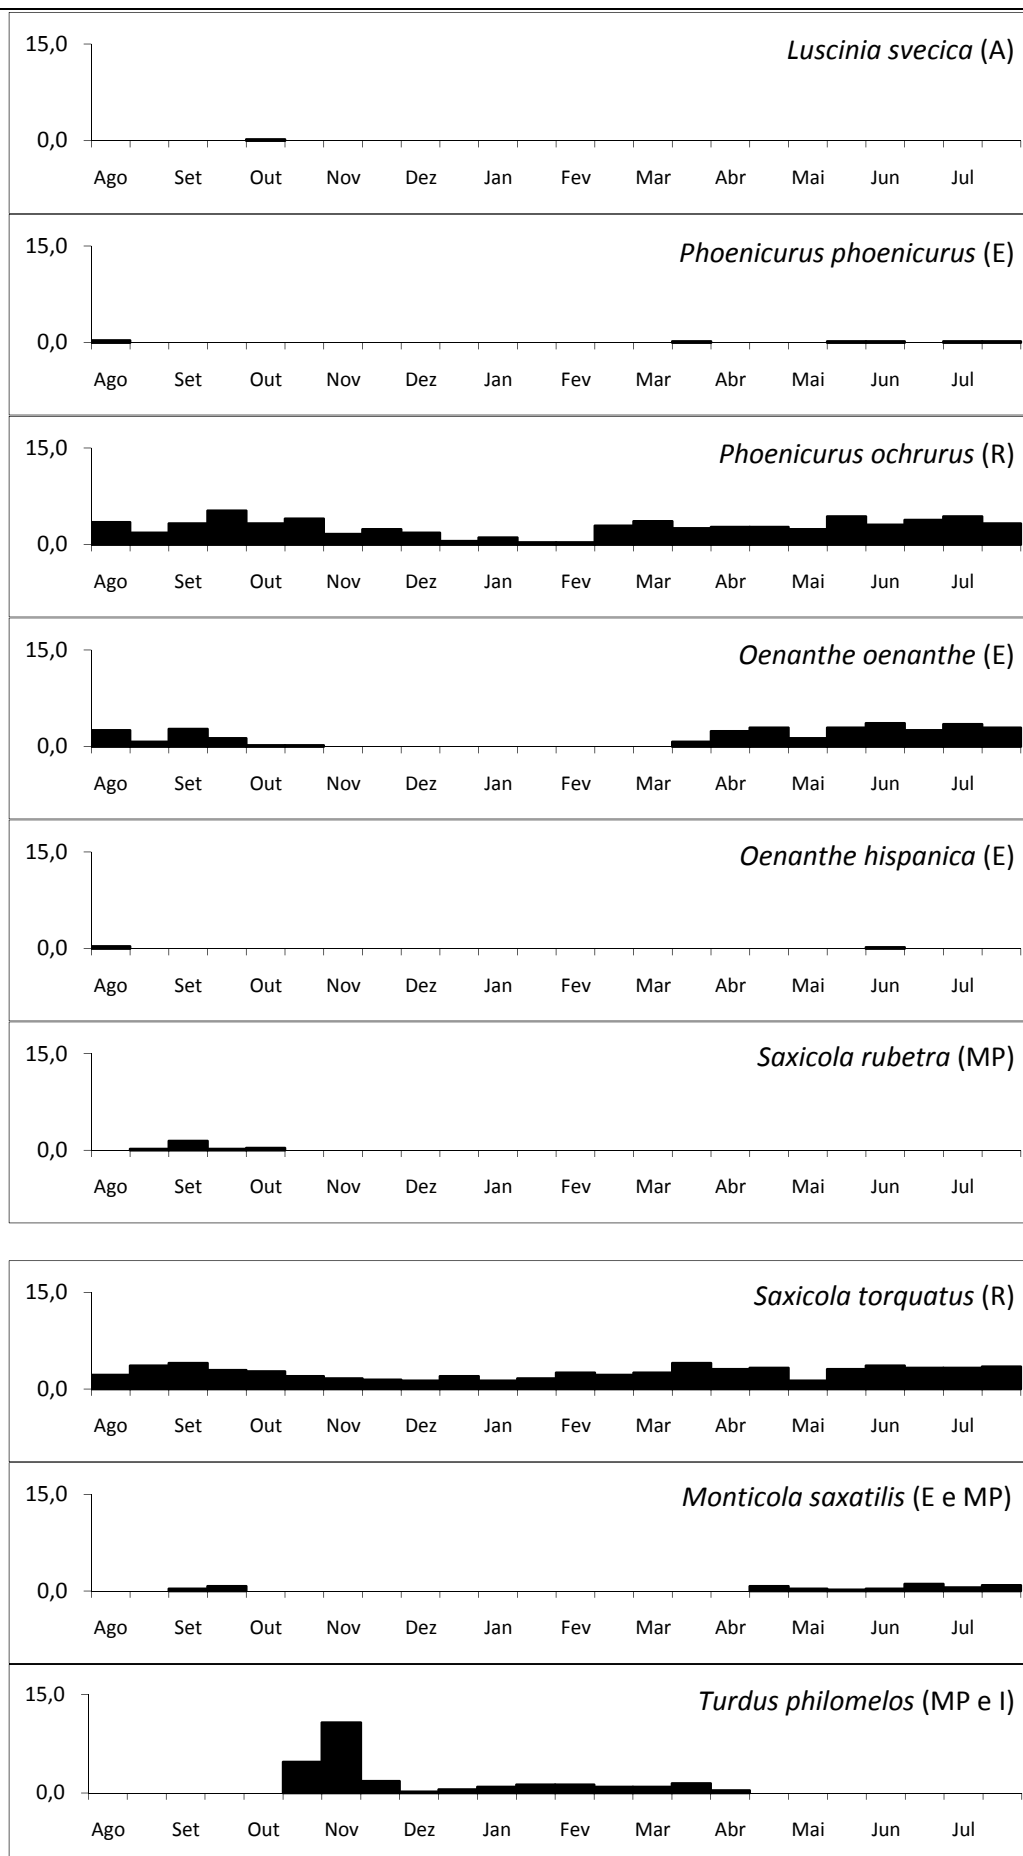 15,0
Luscinia svecica (A)
0,0
Ago Set Out Nov Dez Jan Fev Mar Abr Mai Jun Jul
15,0
Phoenicurus phoenicurus (E)
0,0
Ago Set Out Nov Dez Jan Fev Mar Abr Mai Jun Jul
15,0
Phoenicurus ochrurus (R)
0,0
Ago Set Out Nov Dez Jan Fev Mar Abr Mai Jun Jul
15,0
Oenanthe oenanthe (E)
0,0
Ago Set Out Nov Dez Jan Fev Mar Abr Mai Jun Jul
15,0
Oenanthe hispanica (E)
0,0
Ago Set Out Nov Dez Jan Fev Mar Abr Mai Jun Jul
15,0
Saxicola rubetra (MP)
0,0
Ago Set Out Nov Dez Jan Fev Mar Abr Mai Jun Jul
15,0
Saxicola torquatus (R)
0,0
Ago Set Out Nov Dez Jan Fev Mar Abr Mai Jun Jul
15,0
Monticola saxatilis (E e MP)
0,0
Ago Set Out Nov Dez Jan Fev Mar Abr Mai Jun Jul
15,0
Turdus philomelos (MP e I)
0,0
Ago Set Out Nov Dez Jan Fev Mar Abr Mai Jun Jul